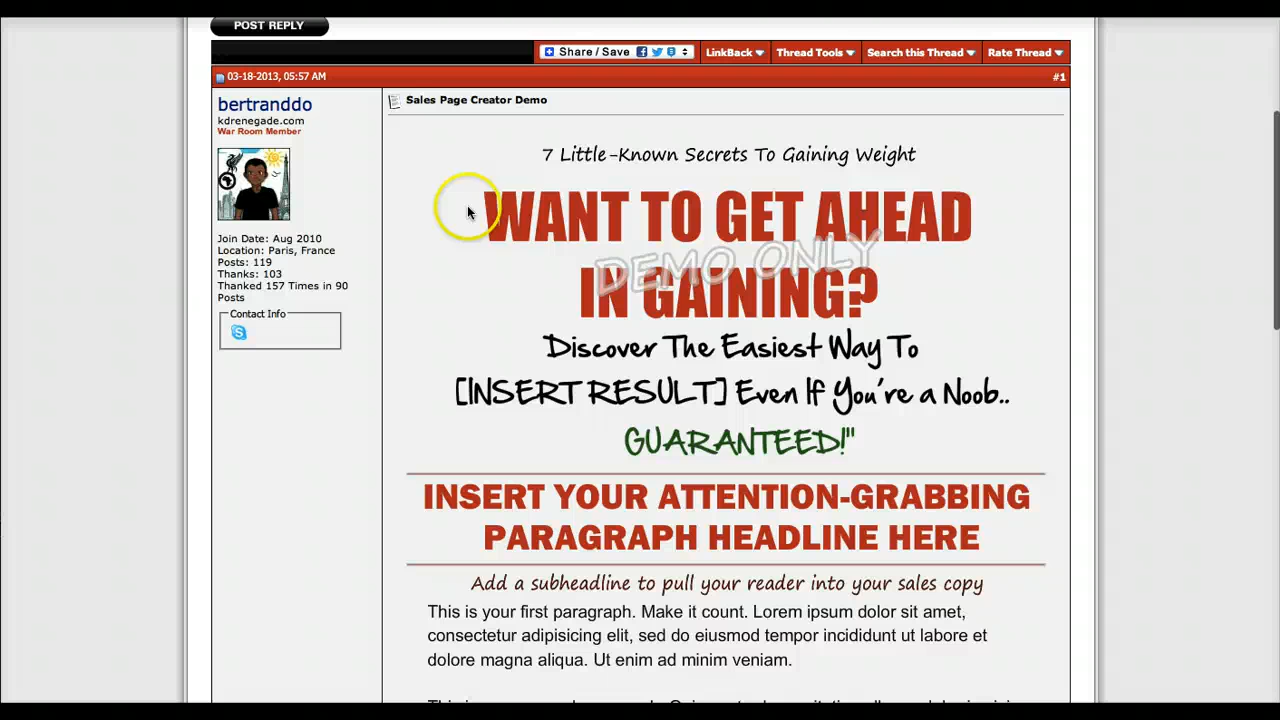 POST REPLY
Share / Save
LinkBack
Thread Tools
Search this Thread
Rate Thread
03-18-2013, 05:57 AM
#1
bertranddo
kdrenegade.com
War Room Member
Join Date: Aug 2010
Location: Paris, France
Posts: 119
Thanks: 103
Thanked 157 Times in 90
Posts
Contact Info
Sales Page Creator Demo
7 Little-Known Secrets To Gaining Weight
WANT TO GET AHEAD
DEMO ONLY
IN GAINING?
Discover The Easiest Way To
[INSERT RESULT] Even If You're a Noob..
GUARANTEED!"
INSERT YOUR ATTENTION-GRABBING
PARAGRAPH HEADLINE HERE
Add a subheadline to pull your reader into your sales copy
This is your first paragraph. Make it count. Lorem ipsum dolor sit amet,
consectetur adipisicing elit, sed do eiusmod tempor incididunt ut labore et
dolore magna aliqua. Ut enim ad minim veniam.